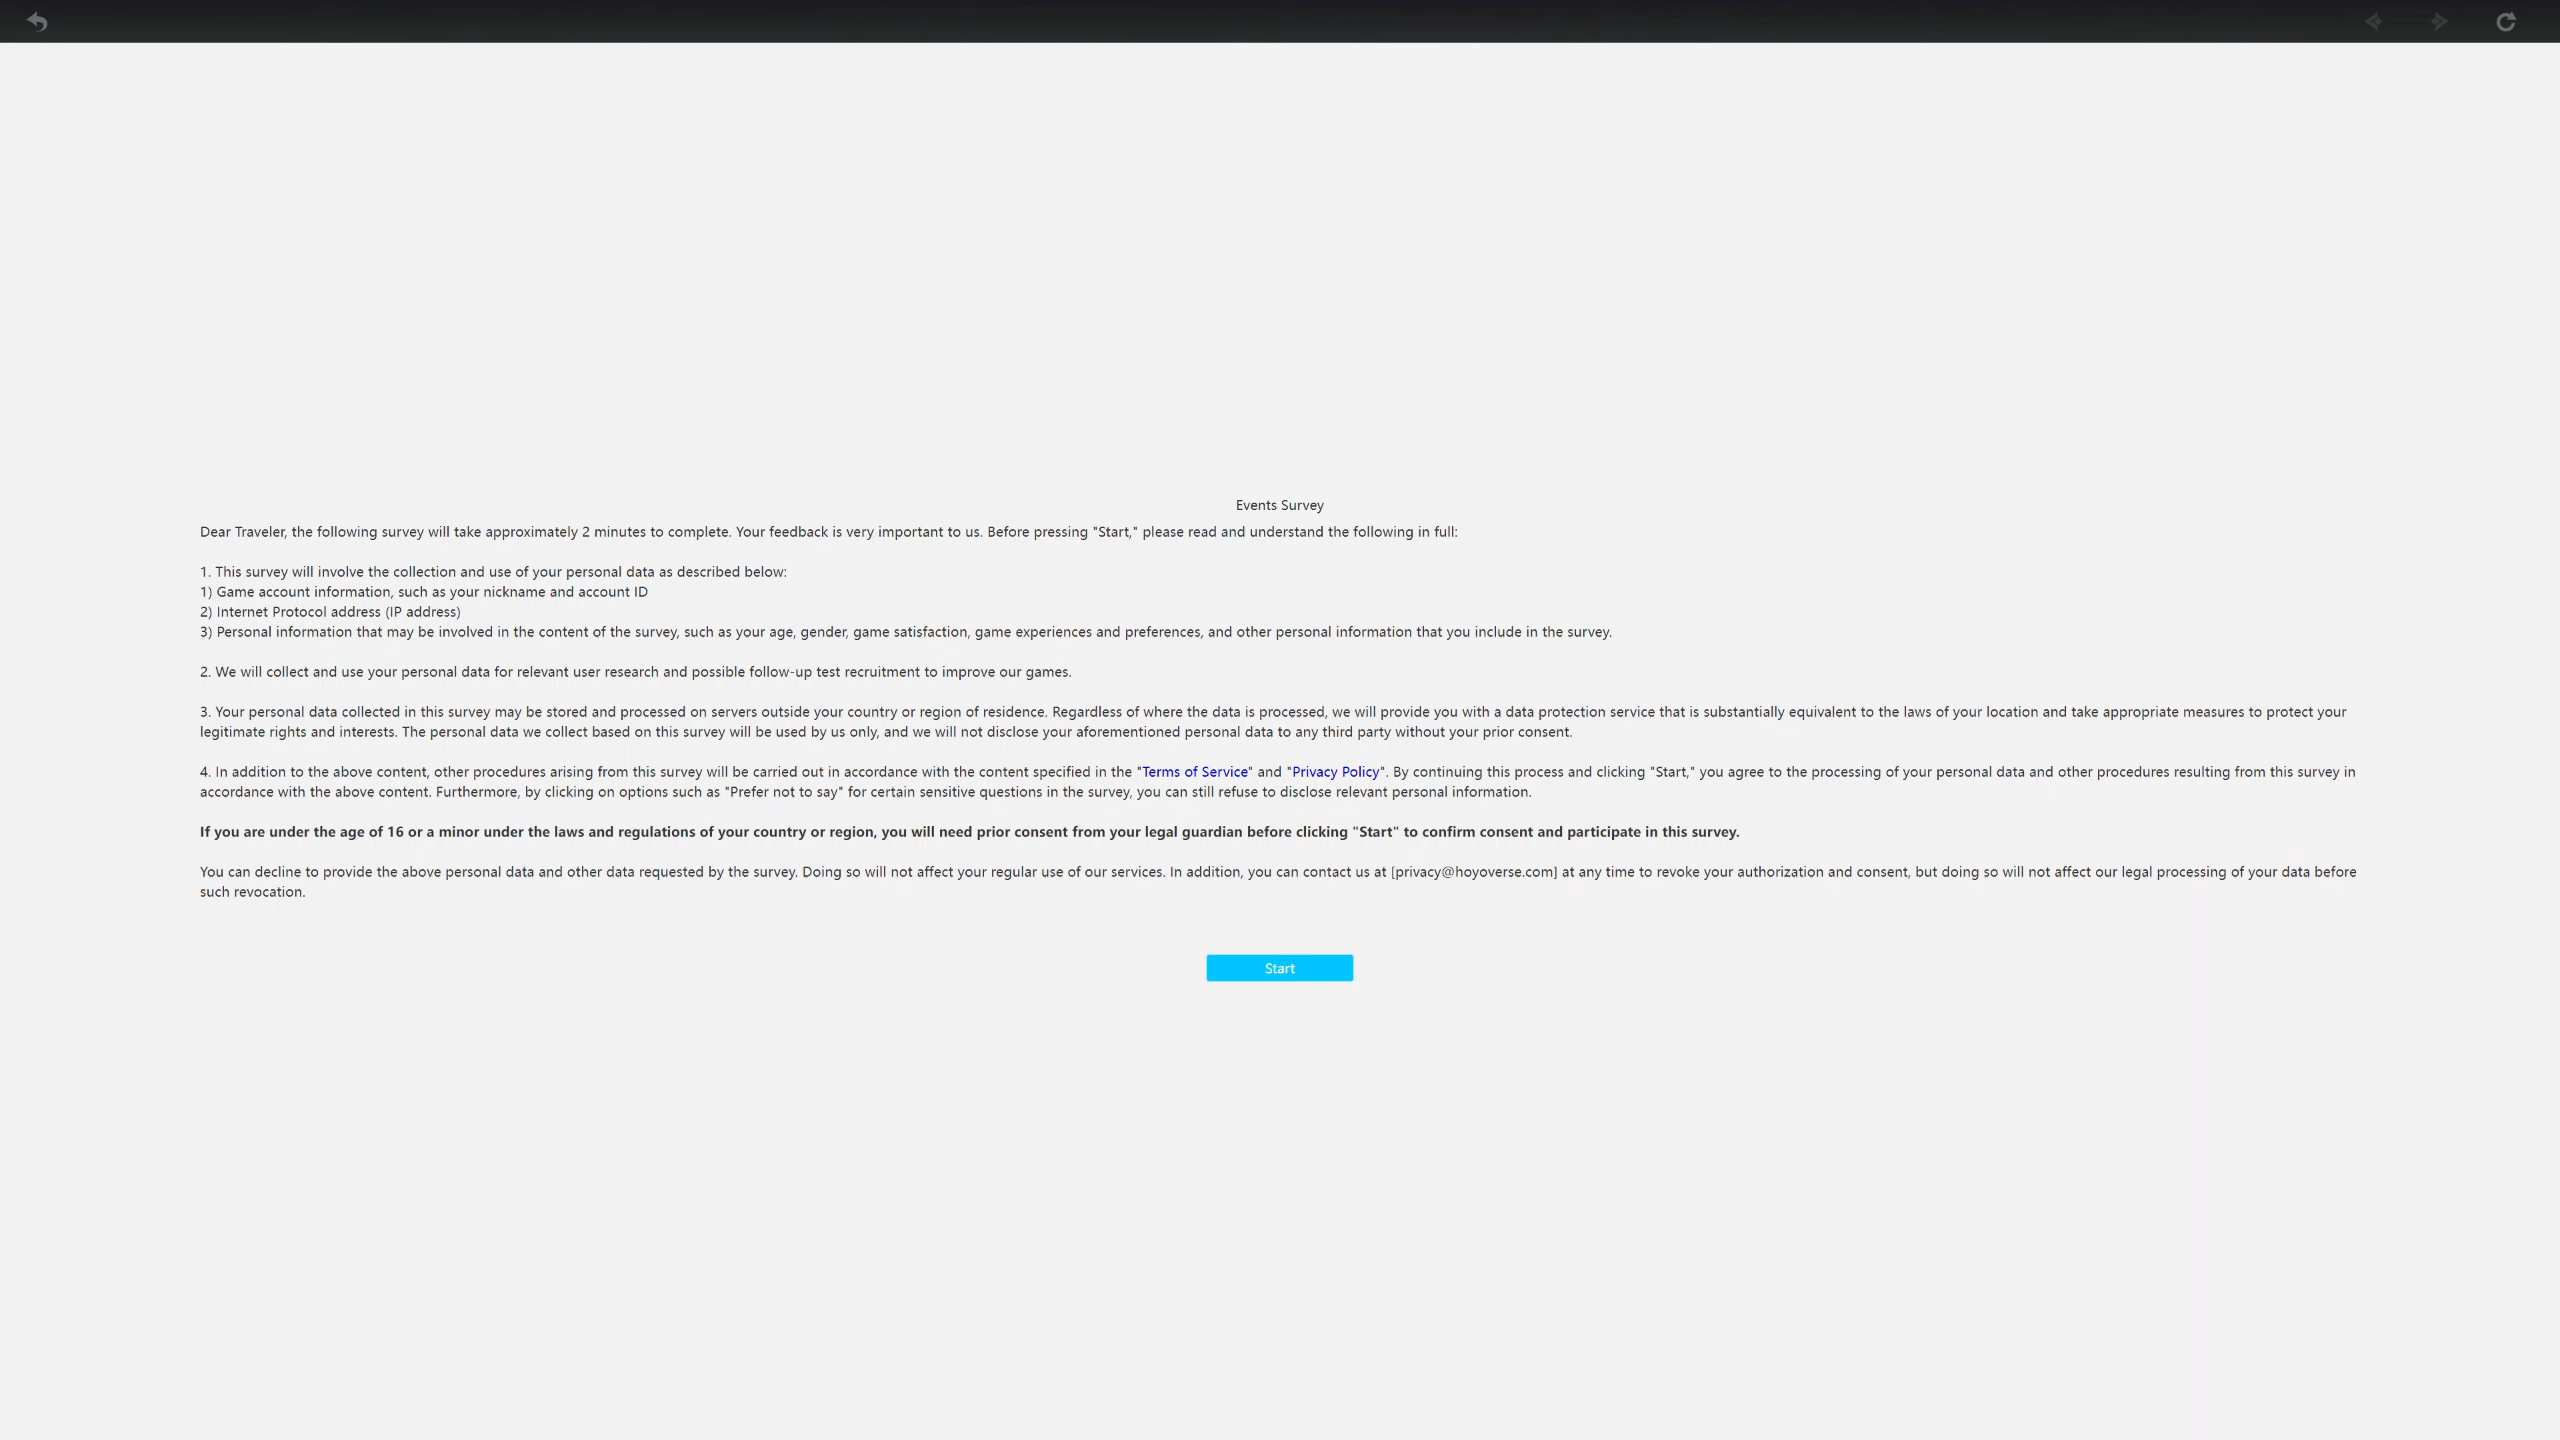 Events Survey
Dear Traveler, the following survey will take approximately 2 minutes to complete. Your feedback is very important to us. Before pressing "Start," please read and understand the following in full:
1. This survey will involve the collection and use of your personal data as described below:
1) Game account information, such as your nickname and account ID
2) Internet Protocol address (IP address)
3) Personal information that may be involved in the content of the survey, such as your age, gender, game satisfaction, game experiences and preferences, and other personal information that you include in the survey.
2. We will collect and use your personal data for relevant user research and possible follow-up test recruitment to improve our games.
3. Your personal data collected in this survey may be stored and processed on servers outside your country or region of residence. Regardless of where the data is processed, we will provide you with a data protection service that is substantially equivalent to the laws of your location and take appropriate measures to protect your
legitimate rights and interests. The personal data we collect based on this survey will be used by us only, and we will not disclose your aforementioned personal data to any third party without your prior consent.
4. In addition to the above content, other procedures arising from this survey will be carried out in accordance with the content specified in the "Terms of Service" and "Privacy Policy". By continuing this process and clicking "Start," you agree to the processing of your personal data and other procedures resulting from this survey in
accordance with the above content. Furthermore, by clicking on options such as "Prefer not to say" for certain sensitive questions in the survey, you can still refuse to disclose relevant personal information.
If you are under the age of 16 or a minor under the laws and regulations of your country or region, you will need prior consent from your legal guardian before clicking "Start" to confirm consent and participate in this survey.
You can decline to provide the above personal data and other data requested by the survey. Doing so will not affect your regular use of our services. In addition, you can contact us at [privacy@hoyoverse.com] at any time to revoke your authorization and consent, but doing so will not affect our legal processing of your data before
such revocation.
Start